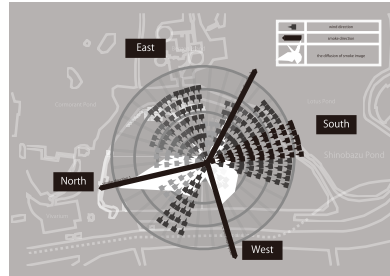 wind direction
smoke direction
the diffusion of smoke image
East
South
Shinobazu Pond
North
West